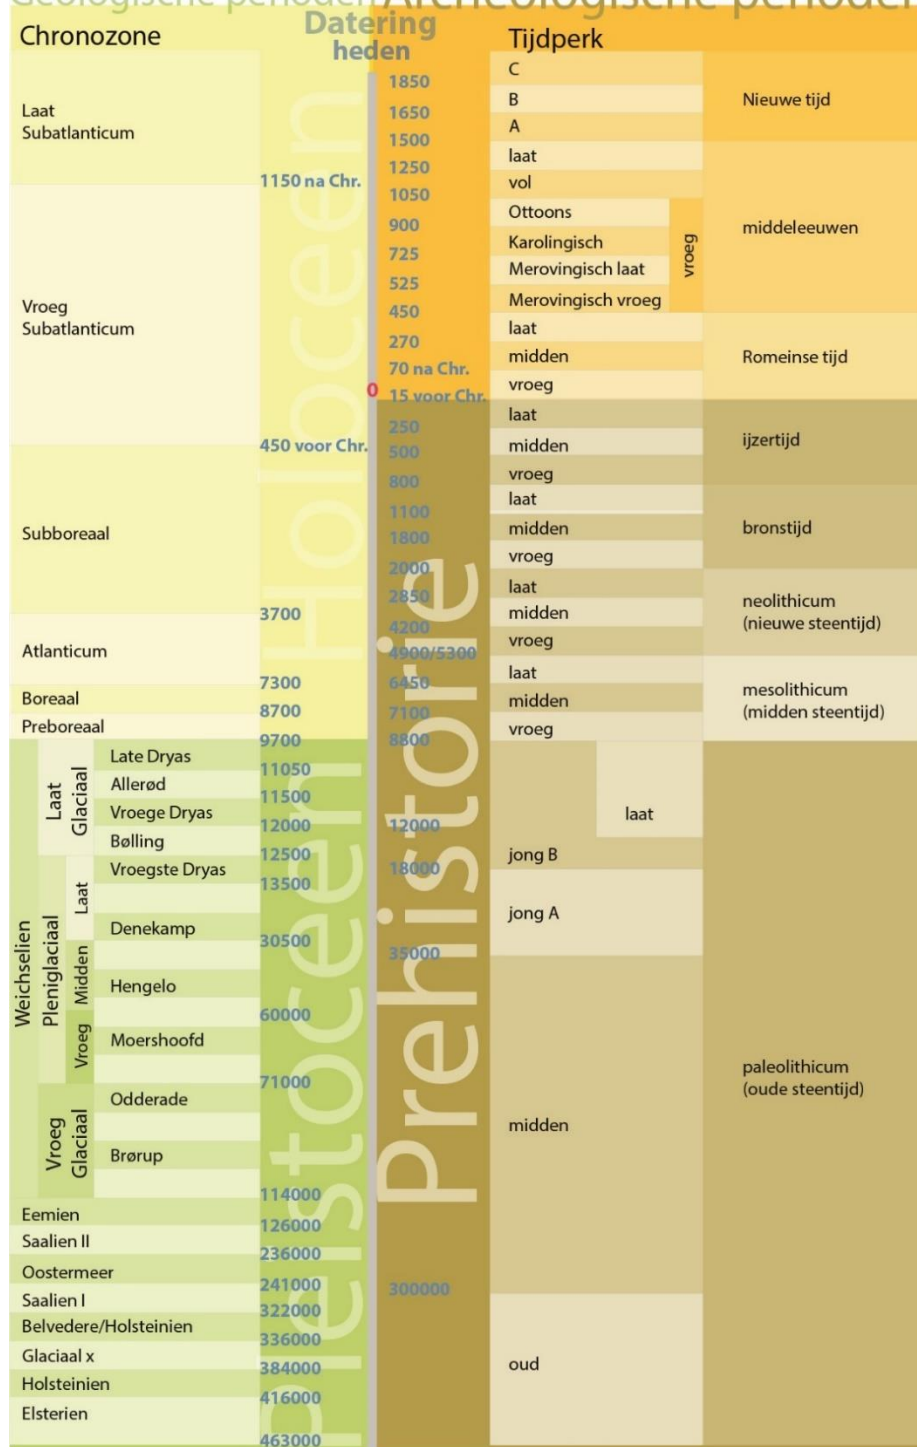 Geologische perioden
Archeologische perioden
Chronozone
Datering
heden
Tijdperk
Laat
Subatlanticum
1150 na Chr.
Vroeg
Subatlanticum
450 voor Chr.
Subboreaal
3700
Atlanticum
7300
Boreaal
8700
Preboreaal
9700
Holoceen
Weichselien
Laat
Glaciaal
Late Dryas
11050
Allerød
11500
Vroege Dryas
12000
Bølling
12500
Pleniglaciaal
Laat
Vroegste Dryas
13500
Denekamp
30500
Midden
Hengelo
60000
Vroeg
Moershoofd
71000
Vroeg
Glaciaal
Odderade
Brørup
114000
Eemien
126000
Saalien II
236000
Oostermeer
241000
Saalien I
322000
Belvedere/Holsteinien
336000
Glaciaal x
384000
Holsteinien
416000
Elsterien
463000
Pleistoceen
0
1850
1650
1500
1250
1050
900
725
525
450
270
70 na Chr.
15 voor Chr.
250
500
800
1100
1800
2000
2850
4200
4900/5300
6450
7100
8800
12000
18000
35000
300000
Prehistorie
C
B
A
Nieuwe tijd
laat
vol
Ottoons
Karolingisch
Merovingisch laat
Merovingisch vroeg
vroeg
middeleeuwen
laat
midden
vroeg
Romeinse tijd
laat
midden
vroeg
ijzertijd
laat
midden
vroeg
bronstijd
laat
midden
vroeg
neolithicum
(nieuwe steentijd)
laat
midden
vroeg
mesolithicum
(midden steentijd)
laat
jong B
jong A
midden
oud
paleolithicum
(oude steentijd)